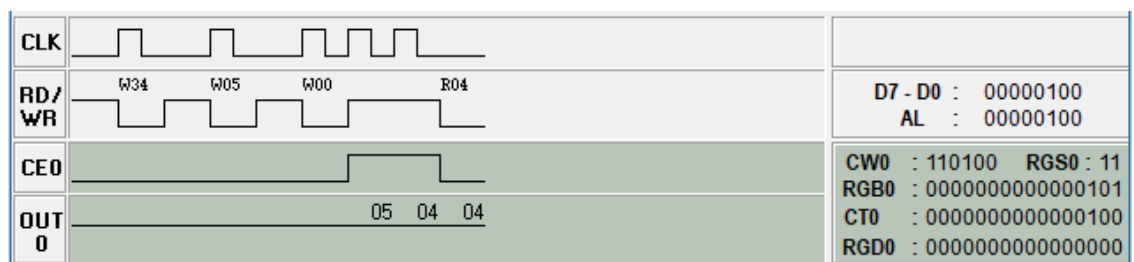 CLK
W34 W05 W00 R04
RD/
WR
D7 - D0 : 00000100
AL : 00000100
CE0
CW0 : 110100 RGS0 : 11
RGB0 : 0000000000000101
OUT
0
05 04 04
CT0 : 0000000000000100
RGD0 : 0000000000000000